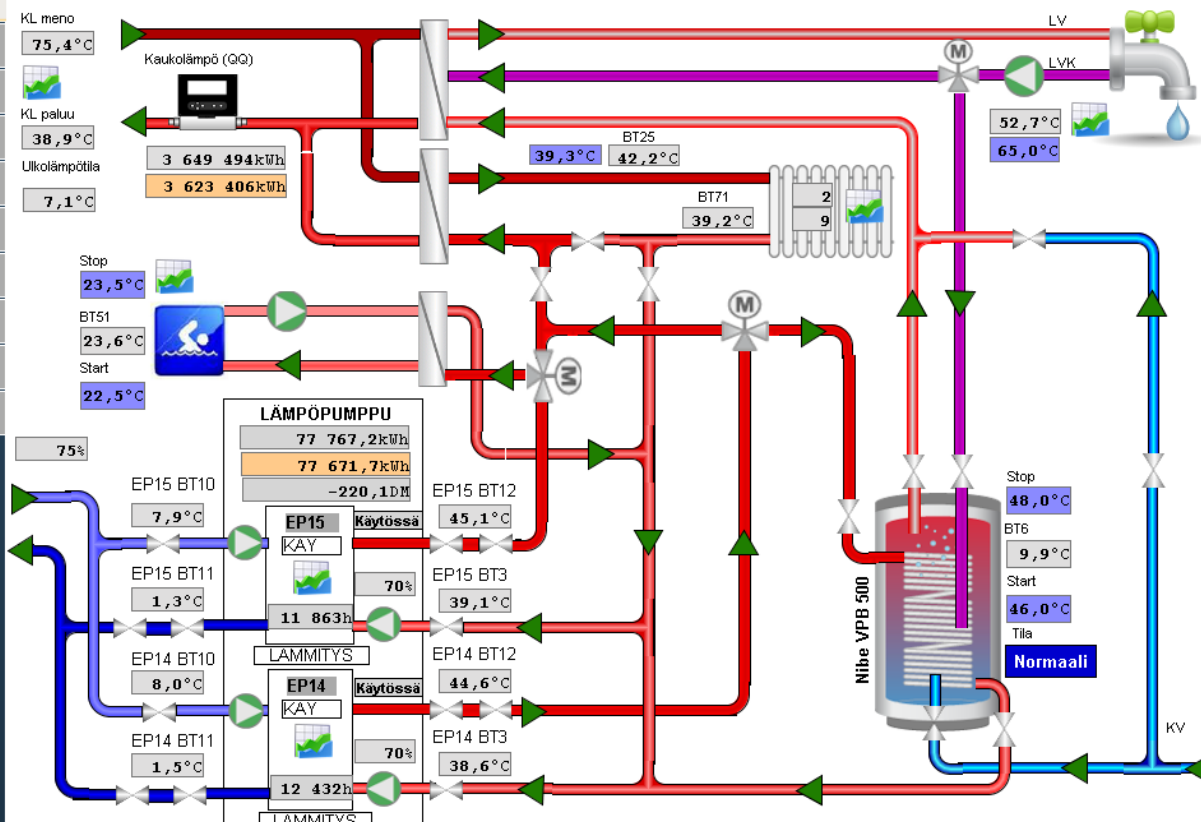 KL meno
75,4°C
KL paluu
38,9°C
Ulkolämpötila
7,1°C
Kaukolämpö (QQ)
3 649 494kWh
3 623 406kWh
LV
M
LVK
52,7°C
65,0°C
BT25
39,3°C
42,2°C
BT71
39,2°C
2
9
Stop
23,5°C
BT51
23,6°C
Start
22,5°C
M
M
75%
LÄMPÖPUMPPU
77 767,2kWh
77 671,7kWh
-220,1DM
EP15 BT10
7,9°C
EP15
KAY
Käytössä
EP15 BT12
45,1°C
EP15 BT11
1,3°C
70%
11 863h
EP15 BT3
39,1°C
LAMMITYS
EP14 BT10
8,0°C
EP14
KAY
Käytössä
EP14 BT12
44,6°C
EP14 BT11
1,5°C
70%
12 432h
EP14 BT3
38,6°C
LAMMITYS
Nibe VPB 500
Stop
48,0°C
BT6
9,9°C
Start
46,0°C
Tila
Normaali
KV